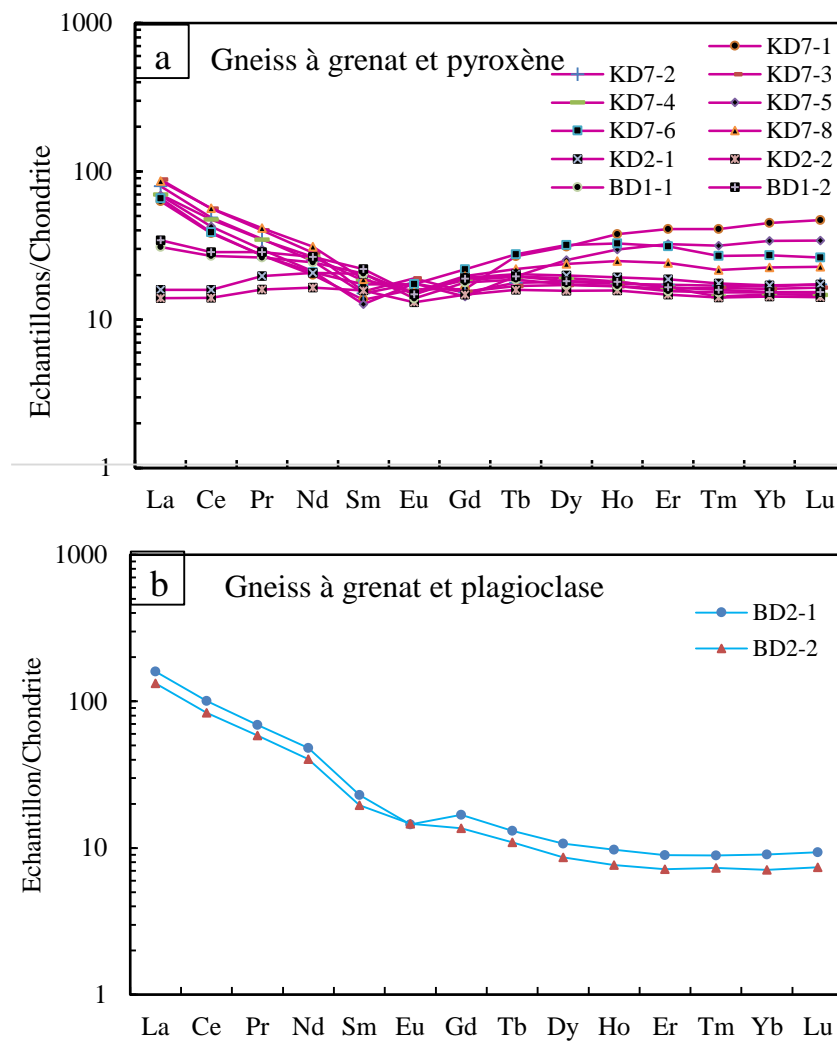 1000
a Gneiss à grenat et pyroxène
KD7-1
KD7-2 KD7-3
KD7-4 KD7-5
KD7-6 KD7-8
KD2-1 KD2-2
BD1-1 BD1-2
100
10
1
Echantillons/Chondrite
La Ce Pr Nd Sm Eu Gd Tb Dy Ho Er Tm Yb Lu
1000
b Gneiss à grenat et plagioclase
BD2-1
BD2-2
100
10
1
Echantillon/Chondrite
La Ce Pr Nd Sm Eu Gd Tb Dy Ho Er Tm Yb Lu